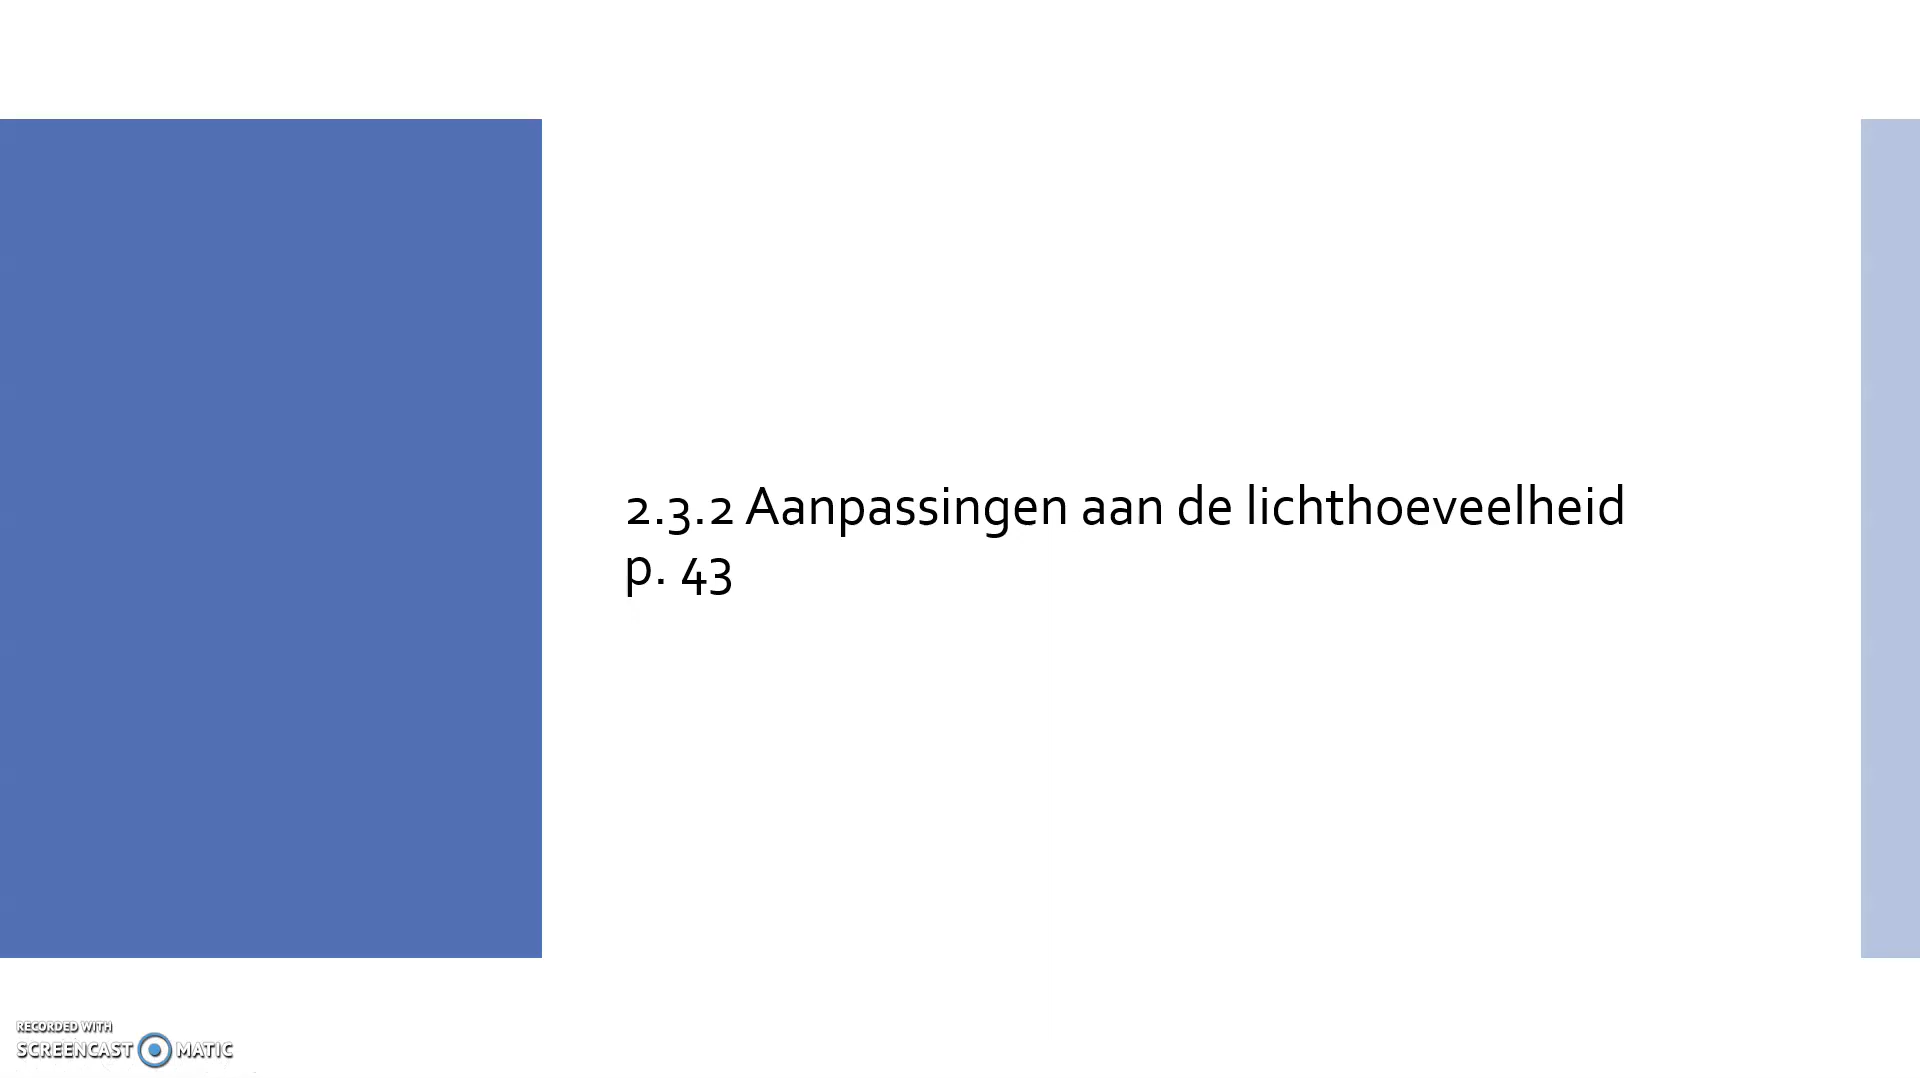 2.3.2 Aanpassingen aan de lichthoeveelheid
p. 43
RECORDED WITH
SCREENCAST MATIC